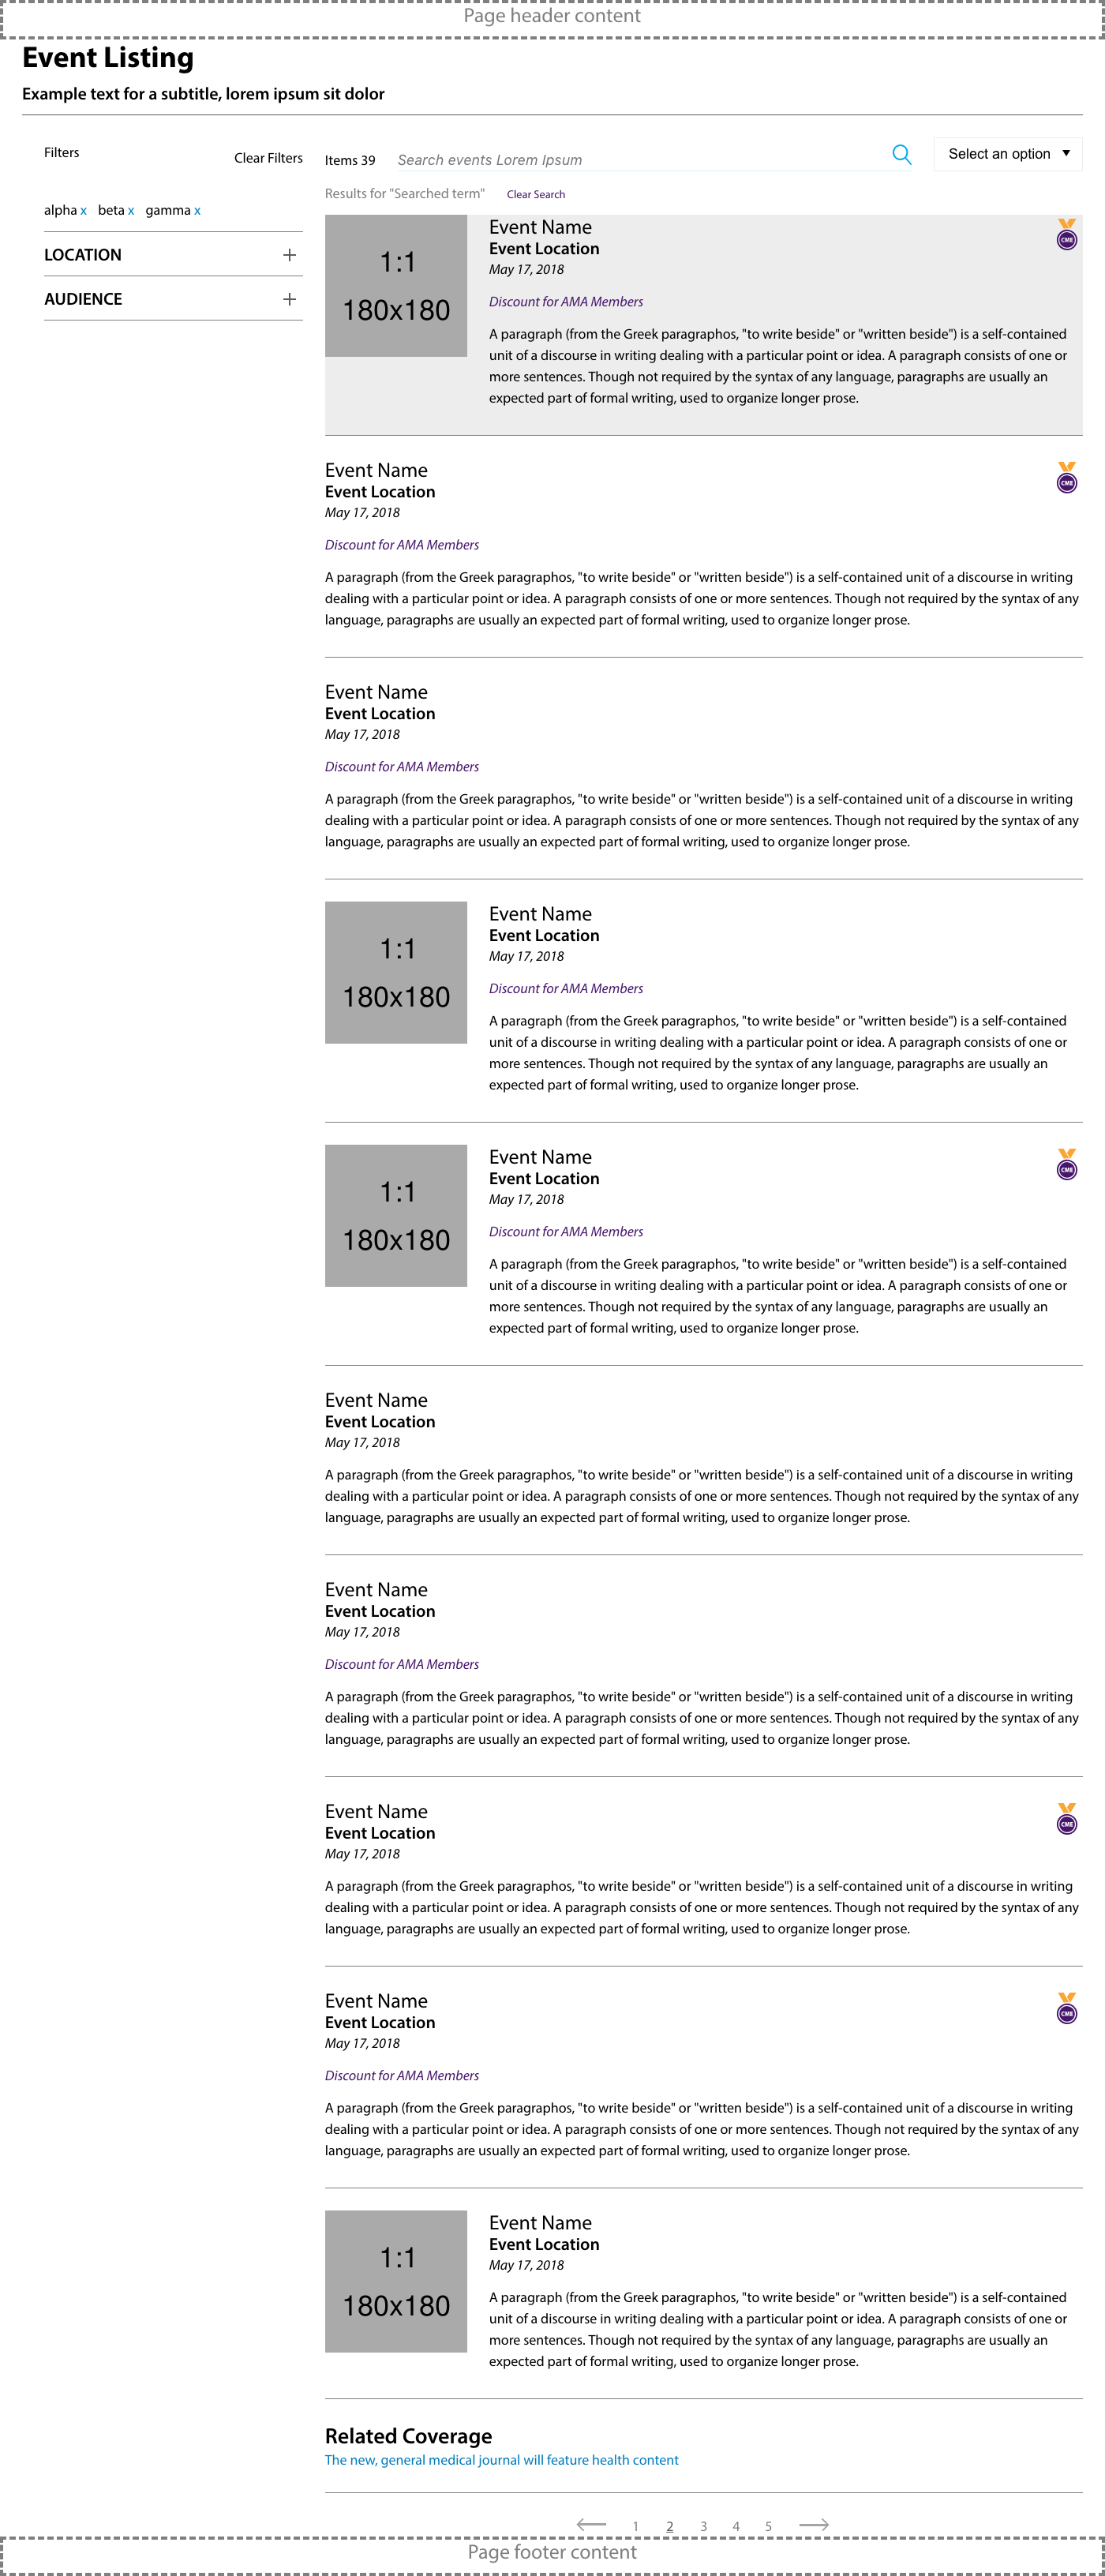 Page header content
Event Listing
Example text for a subtitle, lorem ipsum sit dolor
Filters
Clear Filters
alpha x beta x gamma x
LOCATION
AUDIENCE
Items 39
Search events Lorem Ipsum
Select an option
Results for "Searched term" Clear Search
1:1
180x180
Event Name
CME
Event Location
May 17, 2018
Discount for AMA Members
A paragraph (from the Greek paragraphos, "to write beside" or "written beside") is a self-contained
unit of a discourse in writing dealing with a particular point or idea. A paragraph consists of one or
more sentences. Though not required by the syntax of any language, paragraphs are usually an
expected part of formal writing, used to organize longer prose.
Event Name
CME
Event Location
May 17, 2018
Discount for AMA Members
A paragraph (from the Greek paragraphos, "to write beside" or "written beside") is a self-contained unit of a discourse in writing
dealing with a particular point or idea. A paragraph consists of one or more sentences. Though not required by the syntax of any
language, paragraphs are usually an expected part of formal writing, used to organize longer prose.
Event Name
Event Location
May 17, 2018
Discount for AMA Members
A paragraph (from the Greek paragraphos, "to write beside" or "written beside") is a self-contained unit of a discourse in writing
dealing with a particular point or idea. A paragraph consists of one or more sentences. Though not required by the syntax of any
language, paragraphs are usually an expected part of formal writing, used to organize longer prose.
1:1
180x180
Event Name
Event Location
May 17, 2018
Discount for AMA Members
A paragraph (from the Greek paragraphos, "to write beside" or "written beside") is a self-contained
unit of a discourse in writing dealing with a particular point or idea. A paragraph consists of one or
more sentences. Though not required by the syntax of any language, paragraphs are usually an
expected part of formal writing, used to organize longer prose.
1:1
180x180
Event Name
CME
Event Location
May 17, 2018
Discount for AMA Members
A paragraph (from the Greek paragraphos, "to write beside" or "written beside") is a self-contained
unit of a discourse in writing dealing with a particular point or idea. A paragraph consists of one or
more sentences. Though not required by the syntax of any language, paragraphs are usually an
expected part of formal writing, used to organize longer prose.
Event Name
Event Location
May 17, 2018
A paragraph (from the Greek paragraphos, "to write beside" or "written beside") is a self-contained unit of a discourse in writing
dealing with a particular point or idea. A paragraph consists of one or more sentences. Though not required by the syntax of any
language, paragraphs are usually an expected part of formal writing, used to organize longer prose.
Event Name
Event Location
May 17, 2018
Discount for AMA Members
A paragraph (from the Greek paragraphos, "to write beside" or "written beside") is a self-contained unit of a discourse in writing
dealing with a particular point or idea. A paragraph consists of one or more sentences. Though not required by the syntax of any
language, paragraphs are usually an expected part of formal writing, used to organize longer prose.
Event Name
CME
Event Location
May 17, 2018
A paragraph (from the Greek paragraphos, "to write beside" or "written beside") is a self-contained unit of a discourse in writing
dealing with a particular point or idea. A paragraph consists of one or more sentences. Though not required by the syntax of any
language, paragraphs are usually an expected part of formal writing, used to organize longer prose.
Event Name
CME
Event Location
May 17, 2018
Discount for AMA Members
A paragraph (from the Greek paragraphos, "to write beside" or "written beside") is a self-contained unit of a discourse in writing
dealing with a particular point or idea. A paragraph consists of one or more sentences. Though not required by the syntax of any
language, paragraphs are usually an expected part of formal writing, used to organize longer prose.
1:1
180x180
Event Name
Event Location
May 17, 2018
A paragraph (from the Greek paragraphos, "to write beside" or "written beside") is a self-contained
unit of a discourse in writing dealing with a particular point or idea. A paragraph consists of one or
more sentences. Though not required by the syntax of any language, paragraphs are usually an
expected part of formal writing, used to organize longer prose.
Related Coverage
The new, general medical journal will feature health content
1 2 3 4 5
Page footer content